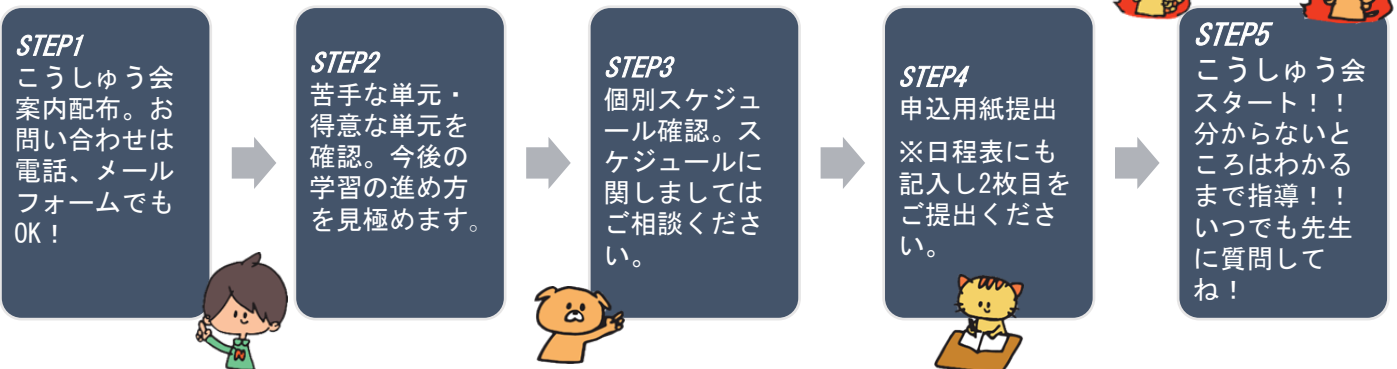 STEP1
こうしゅう会
案内配布。お
問い合わせは
電話、メール
フォームでも
OK！
STEP2
苦手な単元・
得意な単元を
確認。今後の
学習の進め方
を見極めます。
STEP3
個別スケジュ
ール確認。ス
ケジュールに
関しましては
ご相談くださ
い。
STEP4
申込用紙提出
※日程表にも
記入し2枚目を
ご提出くださ
い。
STEP5
こうしゅう会
スタート！！
分からないと
ころはわかる
まで指導！！
いつでも先生
に質問して
ね！